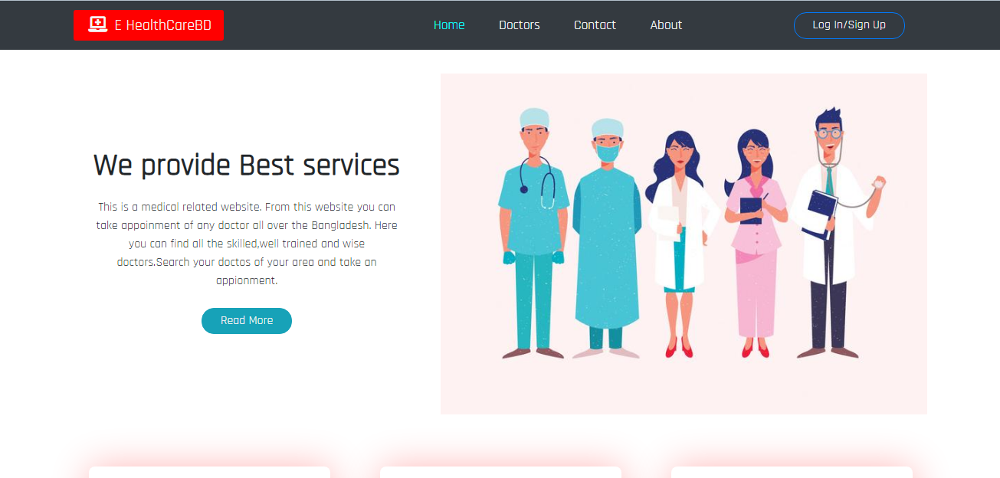 E HealthCareBD
Home Doctors Contact About
Log In/Sign Up
We provide Best services
This is a medical related website. From this website you can
take appoinment of any doctor all over the Bangladesh. Here
you can find all the skilled,well trained and wise
doctors.Search your doctos of your area and take an
appionment.
Read More